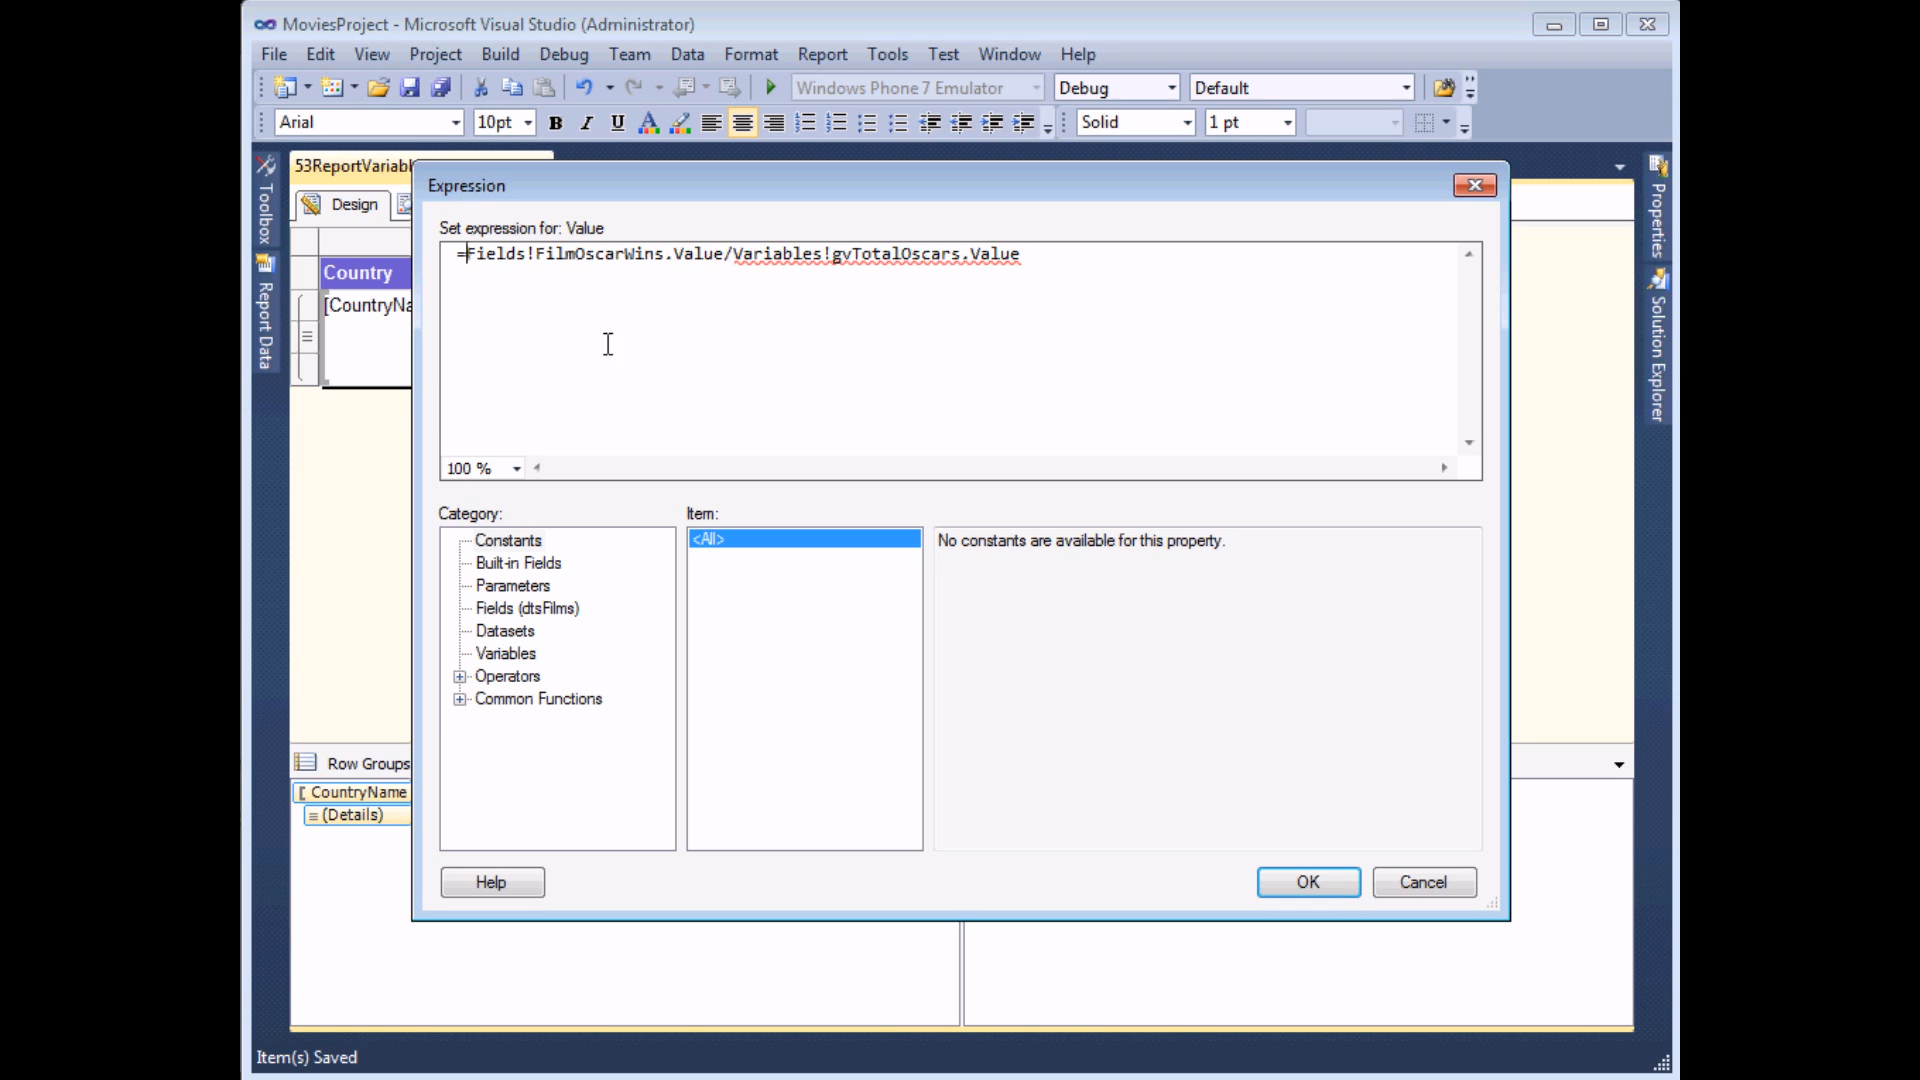 MoviesProject - Microsoft Visual Studio (Administrator)
File Edit View Project Build Debug Team Data Format Report Tools Test Window Help
Windows Phone 7 Emulator Debug Default
Arial 10pt B I U A Solid 1 pt
53ReportVariabl
Design
Toolbox
Report Data
Properties
Solution Explorer
Country
[CountryNa
Expression
Set expression for: Value
=Fields!FilmOscarWins.Value/Variables!gvTotalOscars.Value
100 %
Category:
Constants
Built-in Fields
Parameters
Fields (dtsFilms)
Datasets
Variables
Operators
Common Functions
Item:
<All>
No constants are available for this property.
Help OK Cancel
Row Groups
[ CountryName
(Details)
Item(s) Saved